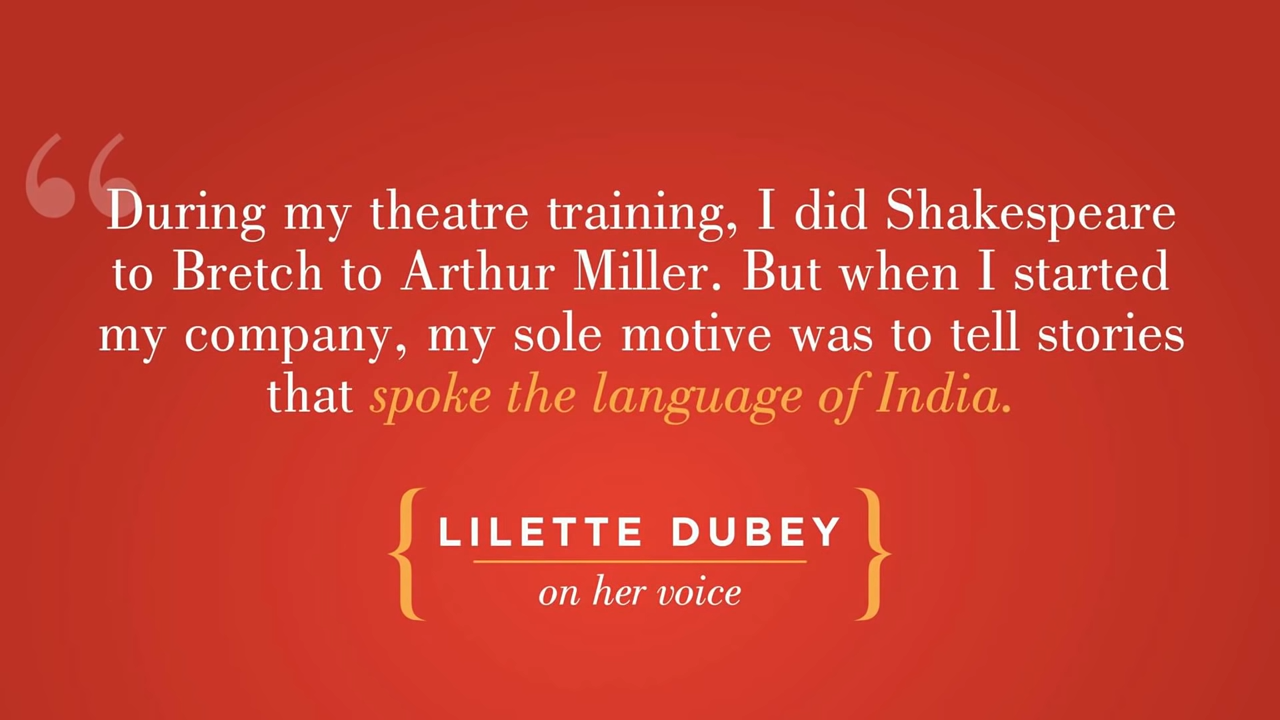 “
During my theatre training, I did Shakespeare
to Bretch to Arthur Miller. But when I started
my company, my sole motive was to tell stories
that spoke the language of India.
{ LILETTE DUBEY }
on her voice